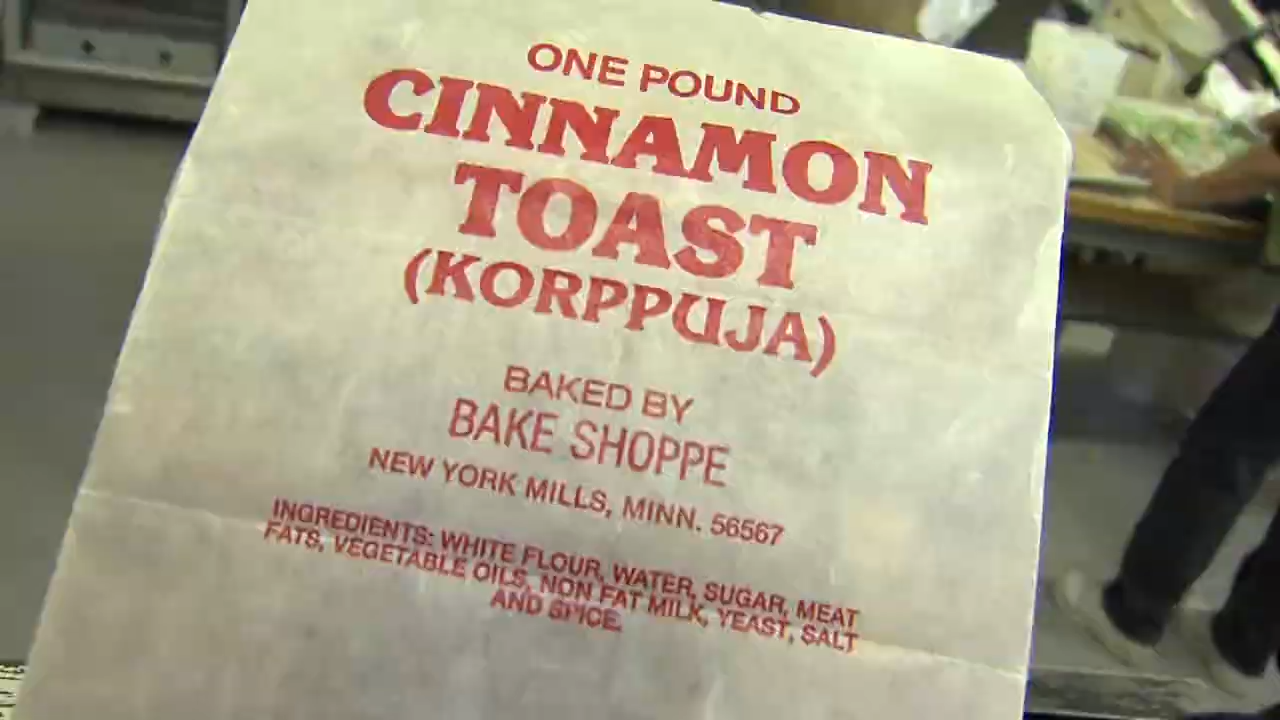 ONE POUND
CINNAMON
TOAST
(KORPPUJA)
BAKED BY
BAKE SHOPPE
NEW YORK MILLS, MINN. 56567
INGREDIENTS: WHITE FLOUR, WATER, SUGAR, MEAT
FATS, VEGETABLE OILS, NON FAT MILK, YEAST, SALT
AND SPICE.